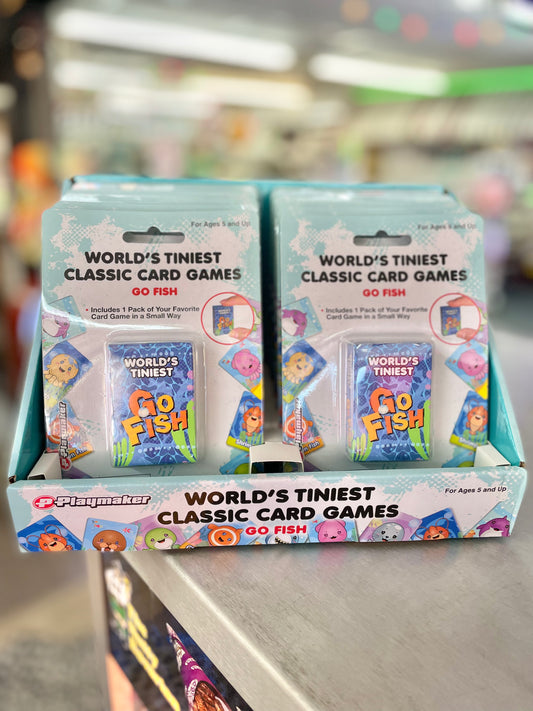 For Ages 5 and Up
WORLD'S TINIEST
CLASSIC CARD GAMES
GO FISH
• Includes 1 Pack of Your Favorite
Card Game in a Small Way
WORLD'S
TINIEST
GO
FISH
Playmaker
For Ages 5 and Up
WORLD'S TINIEST
CLASSIC CARD GAMES
GO FISH
• Includes 1 Pack of Your Favorite
Card Game in a Small Way
WORLD'S
TINIEST
GO
FISH
Playmaker
WORLD'S TINIEST
CLASSIC CARD GAMES
GO FISH
For Ages 5 and Up